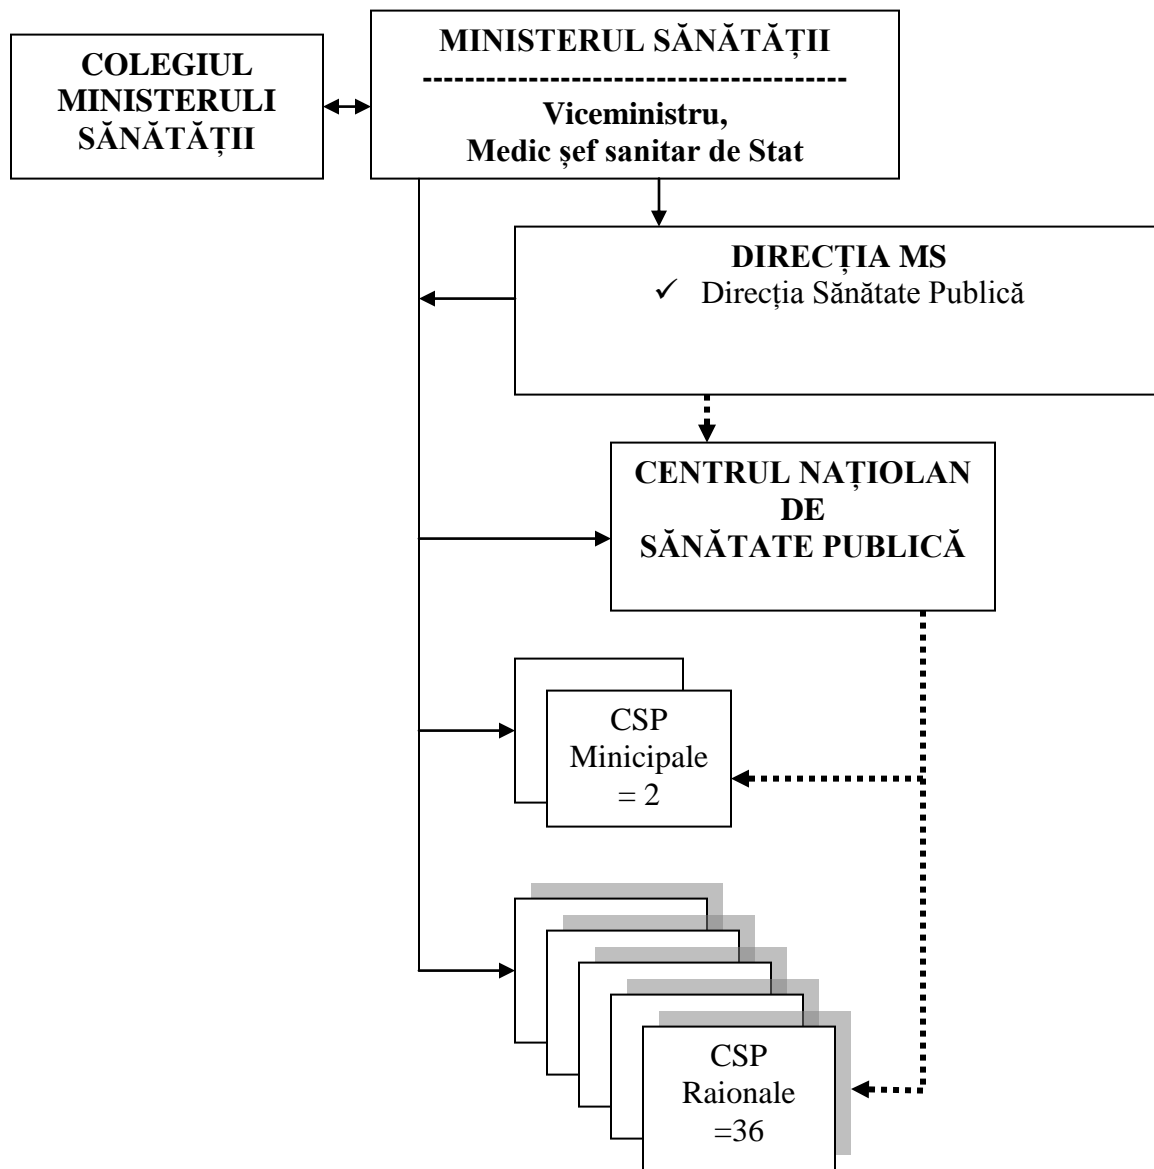 COLEGIUL
MINISTERULI
SĂNĂTĂȚII
MINISTERUL SĂNĂTĂȚII
----------------------------------------
Viceministru,
Medic șef sanitar de Stat
DIRECȚIA MS
✓ Direcția Sănătate Publică
CENTRUL NAȚIOLAN
DE
SĂNĂTATE PUBLICĂ
CSP
Minicipale
= 2
CSP
Raionale
=36